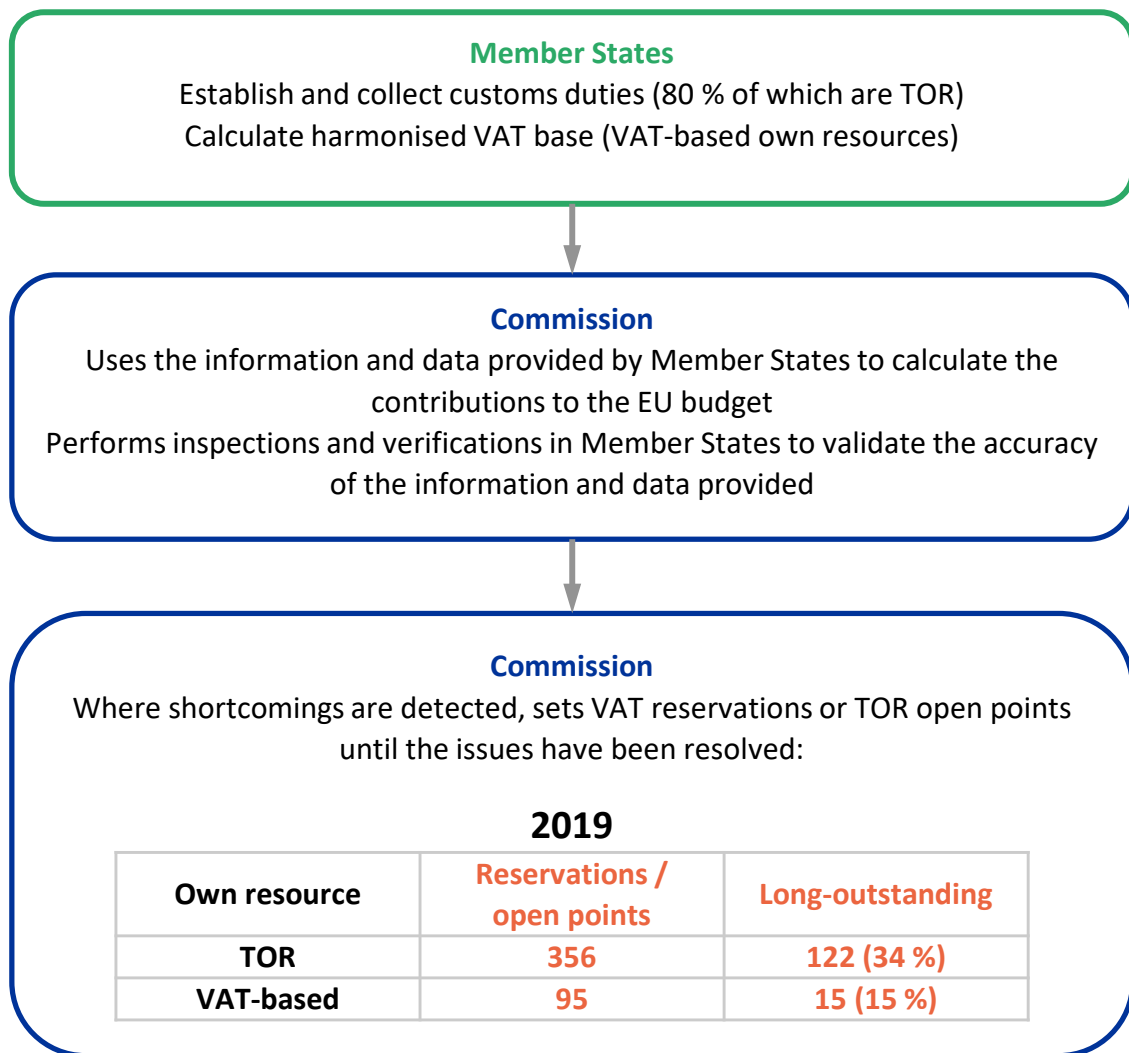 Member States
Establish and collect customs duties (80 % of which are TOR)
Calculate harmonised VAT base (VAT-based own resources)
Commission
Uses the information and data provided by Member States to calculate the
contributions to the EU budget
Performs inspections and verifications in Member States to validate the accuracy
of the information and data provided
Commission
Where shortcomings are detected, sets VAT reservations or TOR open points
until the issues have been resolved:
2019
Own resource
Reservations /
open points
Long-outstanding
TOR
356
122 (34 %)
VAT-based
95
15 (15 %)